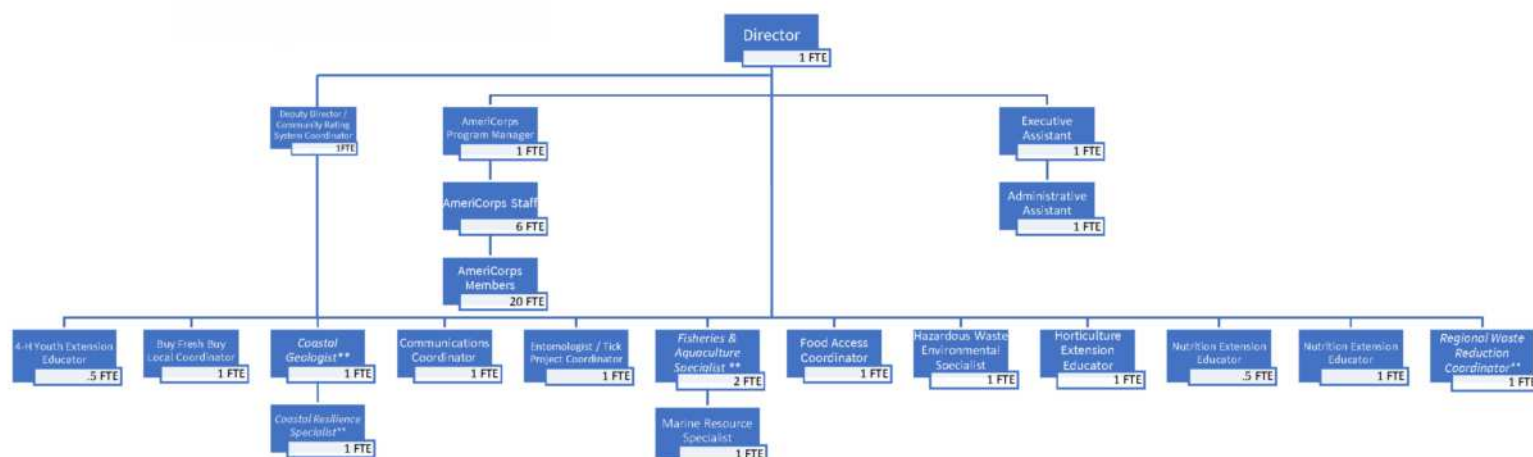 Director
1 FTE
Deputy Director /
Community Rating
System Coordinator
1FTE
AmeriCorps
Program Manager
1 FTE
Executive
Assistant
1 FTE
AmeriCorps Staff
6 FTE
Administrative
Assistant
1 FTE
AmeriCorps
Members
20 FTE
4-H Youth Extension
Educator
.5 FTE
Buy Fresh Buy
Local Coordinator
1 FTE
Coastal
Geologist**
1 FTE
Communications
Coordinator
1 FTE
Entomologist / Tick
Project Coordinator
1 FTE
Fisheries &
Aquaculture
Specialist **
2 FTE
Food Access
Coordinator
1 FTE
Hazardous Waste
Environmental
Specialist
1 FTE
Horticulture
Extension
Educator
1 FTE
Nutrition Extension
Educator
.5 FTE
Nutrition Extension
Educator
1 FTE
Regional Waste
Reduction
Coordinator**
1 FTE
Coastal Resilience
Specialist**
1 FTE
Marine Resource
Specialist
1 FTE